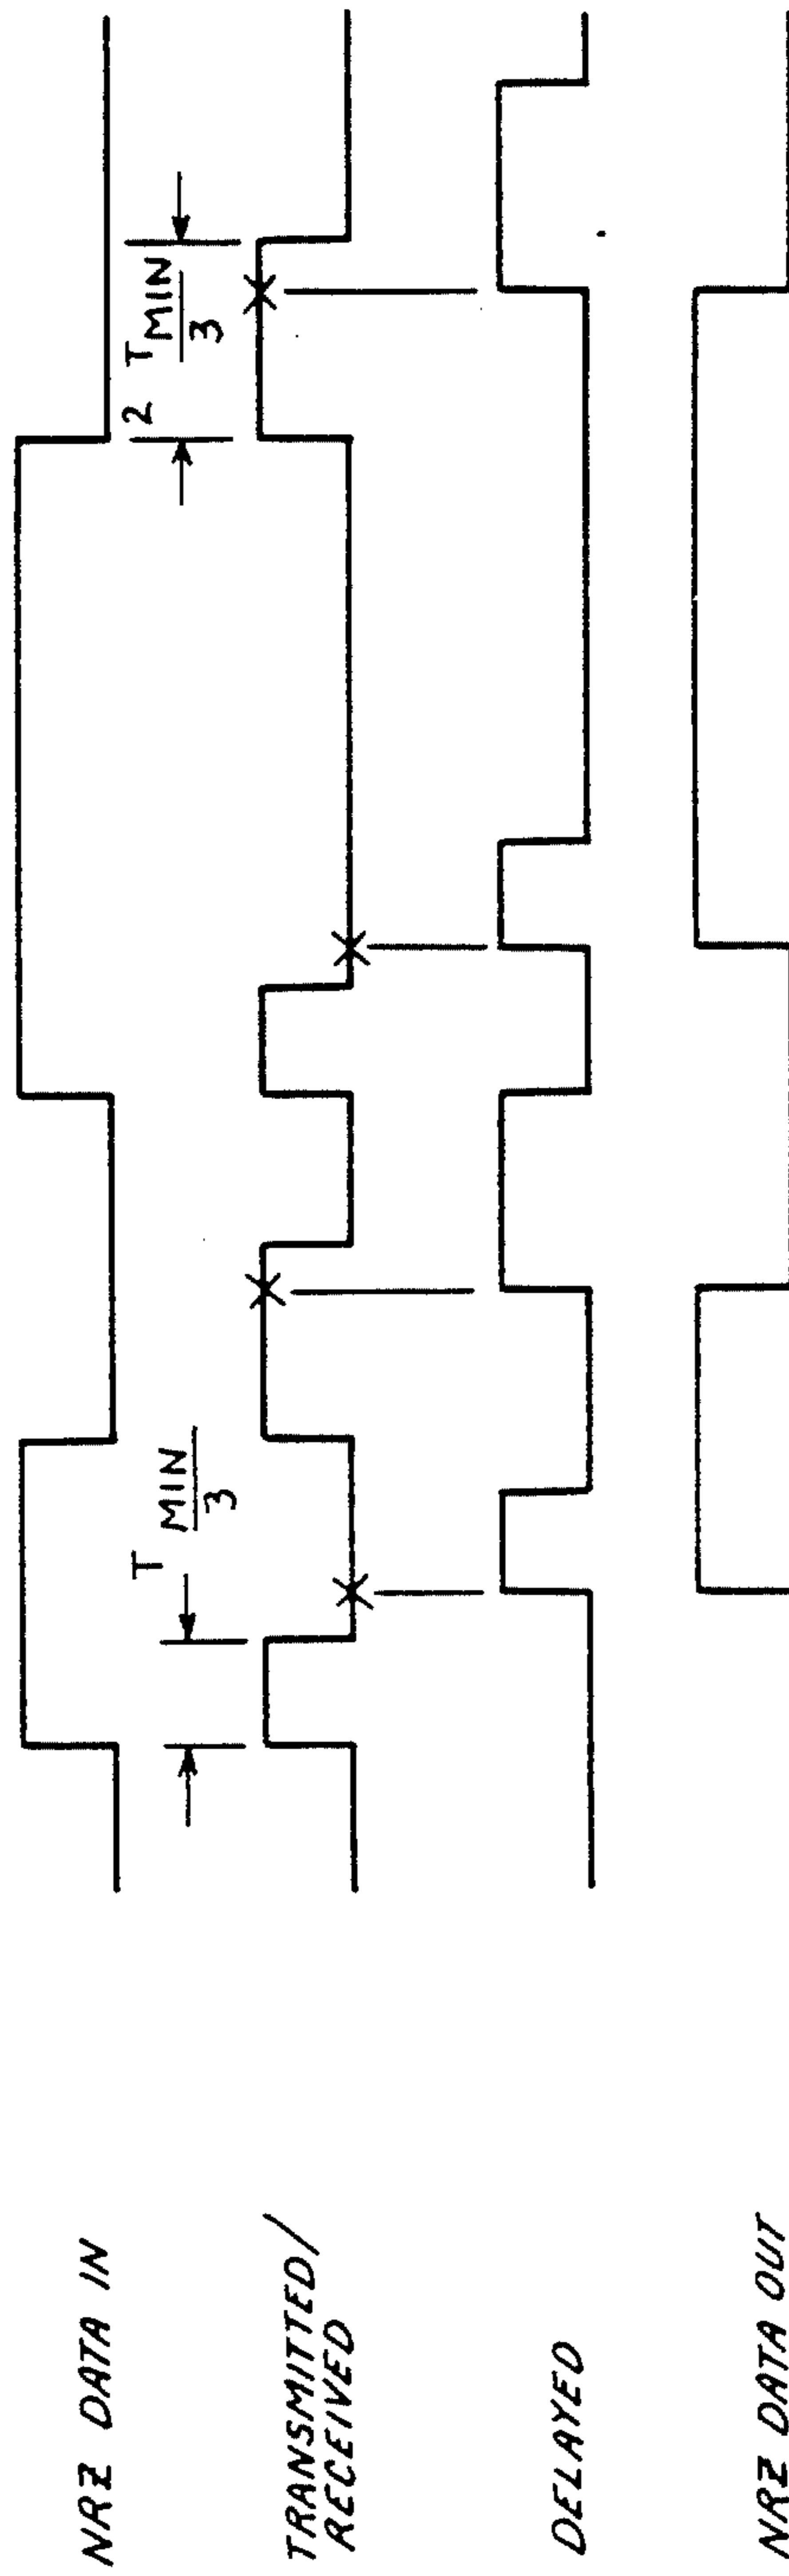 NRZ DATA IN
T MIN
3
2 T MIN
3
TRANSMITTED/
RECEIVED
DELAYED
NRZ DATA OUT